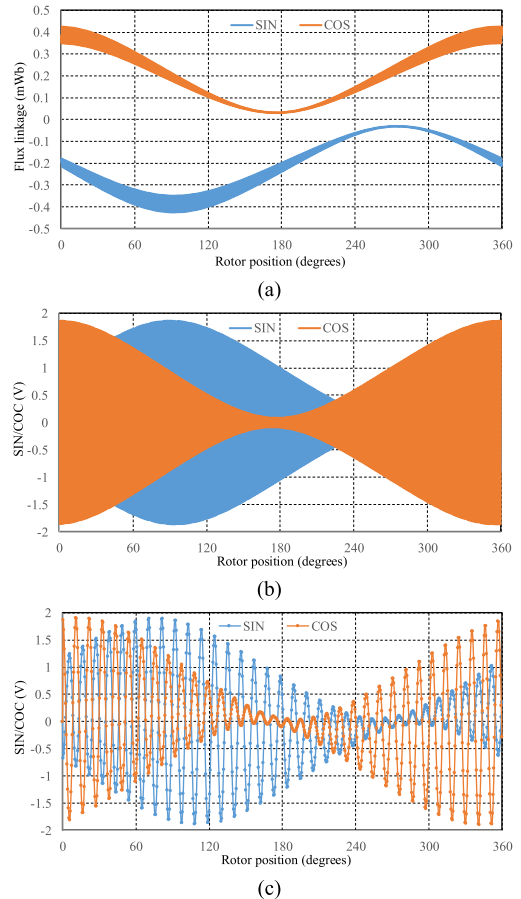 0.5
0.4
0.3
0.2
0.1
0
-0.1
-0.2
-0.3
-0.4
-0.5
Flux linkage (mWb)
SIN COS
0 60 120 180 240 300 360
Rotor position (degrees)
(a)
2
1.5
1
0.5
0
-0.5
-1
-1.5
-2
SIN/COC (V)
SIN COS
0 60 120 180 240 300 360
Rotor position (degrees)
(b)
2
1.5
1
0.5
0
-0.5
-1
-1.5
-2
SIN/COC (V)
SIN COS
0 60 120 180 240 300 360
Rotor position (degrees)
(c)